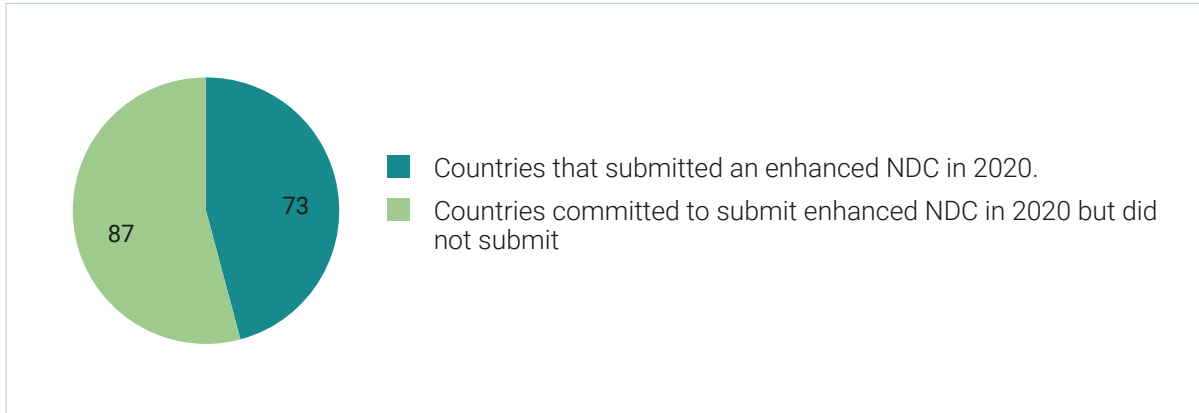 73
87
Countries that submitted an enhanced NDC in 2020.
Countries committed to submit enhanced NDC in 2020 but did
not submit